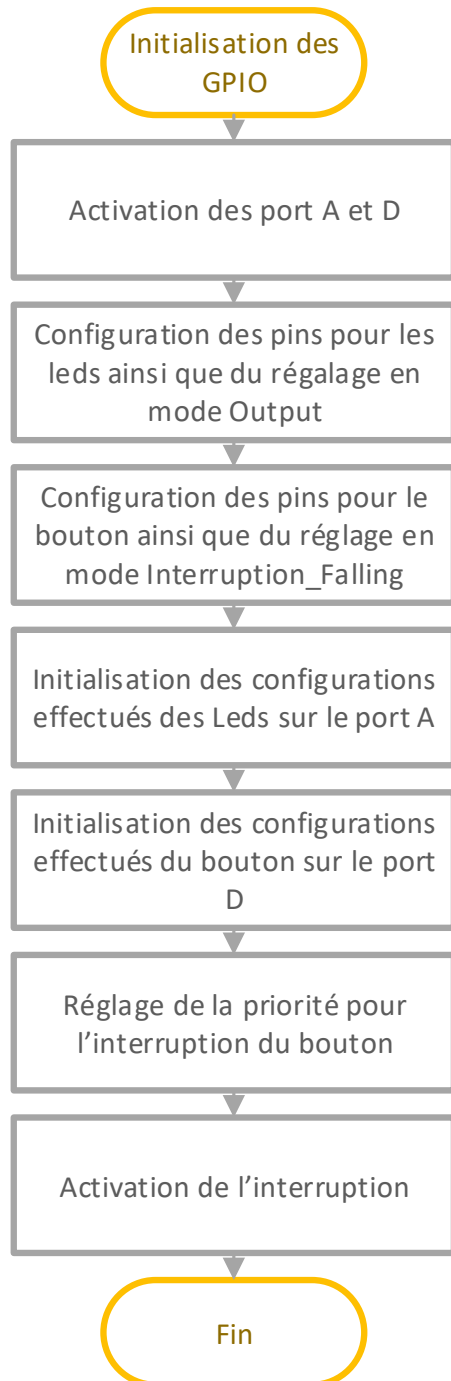 Initialisation des
GPIO
Activation des port A et D
Configuration des pins pour les
leds ainsi que du régalage en
mode Output
Configuration des pins pour le
bouton ainsi que du réglage en
mode Interruption_Falling
Initialisation des configurations
effectués des Leds sur le port A
Initialisation des configurations
effectués du bouton sur le port
D
Réglage de la priorité pour
l’interruption du bouton
Activation de l’interruption
Fin